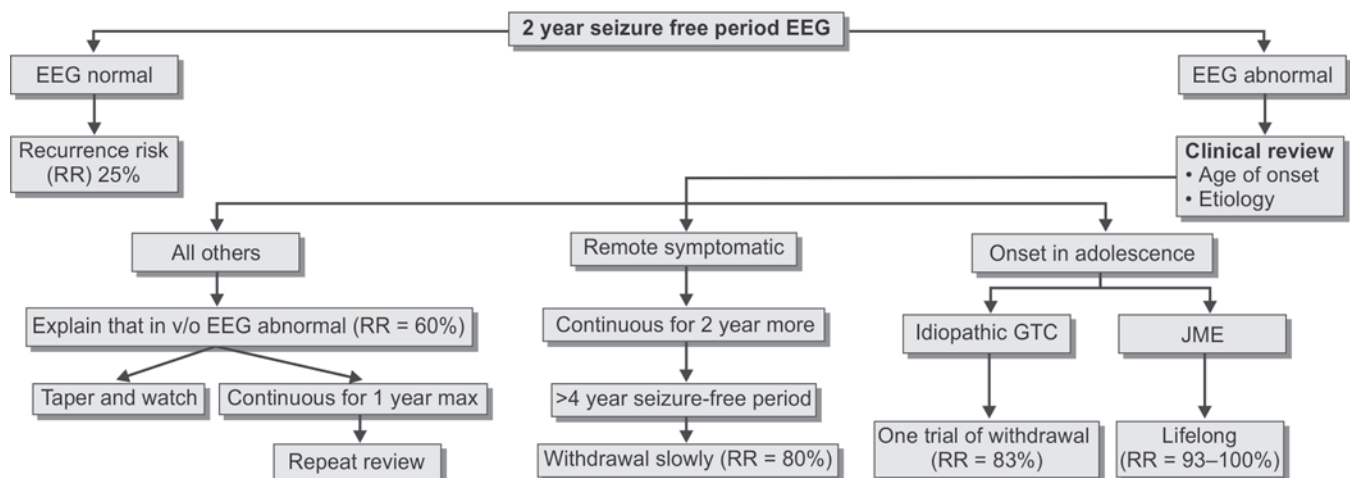 2 year seizure free period EEG
EEG normal
EEG abnormal
Recurrence risk
(RR) 25%
Clinical review
• Age of onset
• Etiology
All others
Remote symptomatic
Onset in adolescence
Explain that in v/o EEG abnormal (RR = 60%)
Continuous for 2 year more
Idiopathic GTC
JME
Taper and watch
Continuous for 1 year max
>4 year seizure-free period
Repeat review
Withdrawal slowly (RR = 80%)
One trial of withdrawal
(RR = 83%)
Lifelong
(RR = 93–100%)